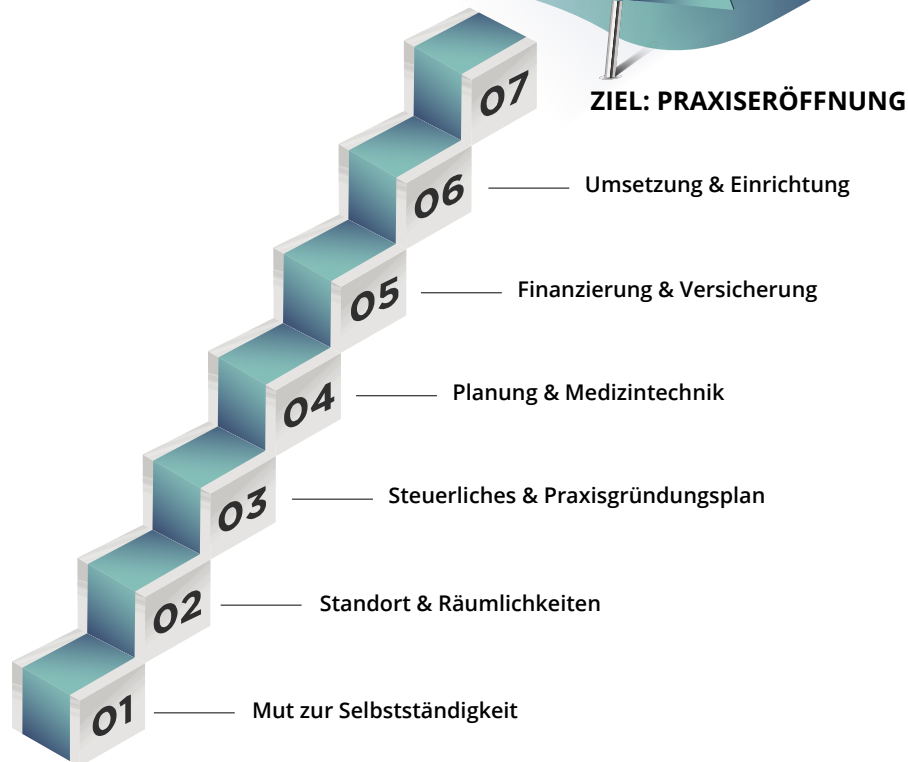 07
ZIEL: PRAXISERÖFFNUNG
06
Umsetzung & Einrichtung
05
Finanzierung & Versicherung
04
Planung & Medizintechnik
03
Steuerliches & Praxisgründungsplan
02
Standort & Räumlichkeiten
01
Mut zur Selbstständigkeit